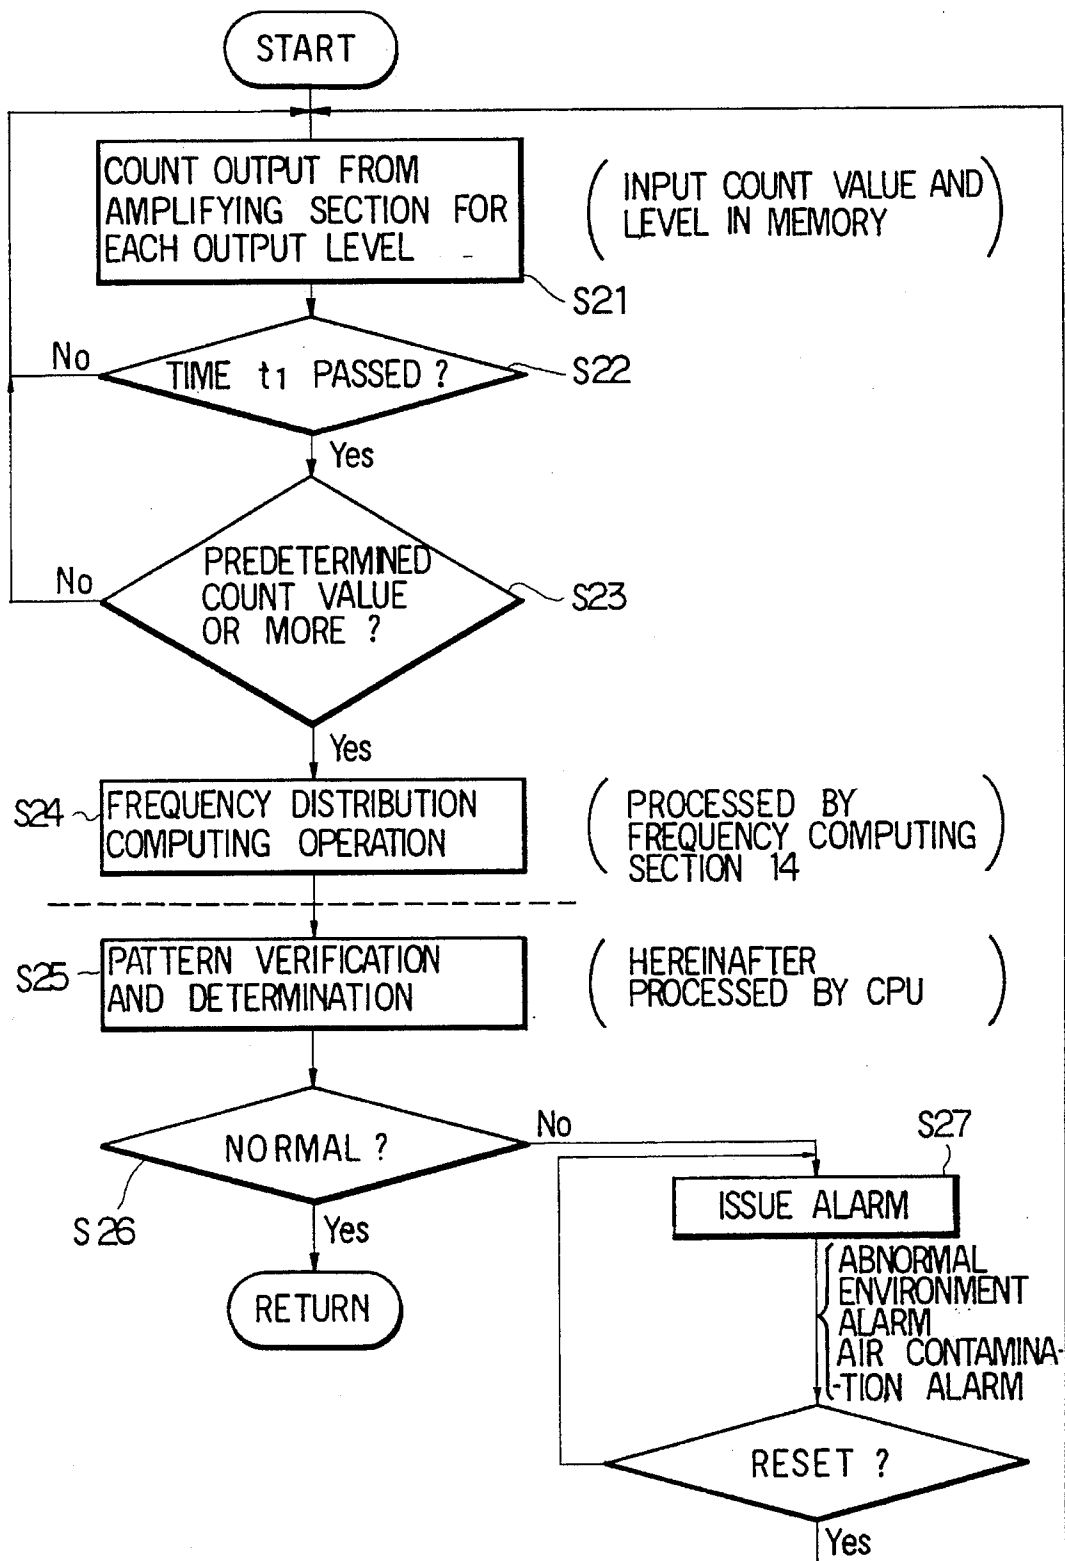 START
COUNT OUTPUT FROM
AMPLIFYING SECTION FOR
EACH OUTPUT LEVEL
INPUT COUNT VALUE AND
LEVEL IN MEMORY
S21
No
TIME t1 PASSED ?
S22
Yes
No
PREDETERMINED
COUNT VALUE
OR MORE ?
S23
Yes
S24
FREQUENCY DISTRIBUTION
COMPUTING OPERATION
PROCESSED BY
FREQUENCY COMPUTING
SECTION 14
S25
PATTERN VERIFICATION
AND DETERMINATION
HEREINAFTER
PROCESSED BY CPU
NORMAL ?
No
S26
Yes
RETURN
S27
ISSUE ALARM
ABNORMAL
ENVIRONMENT
ALARM
AIR CONTAMINA-
-TION ALARM
RESET ?
Yes